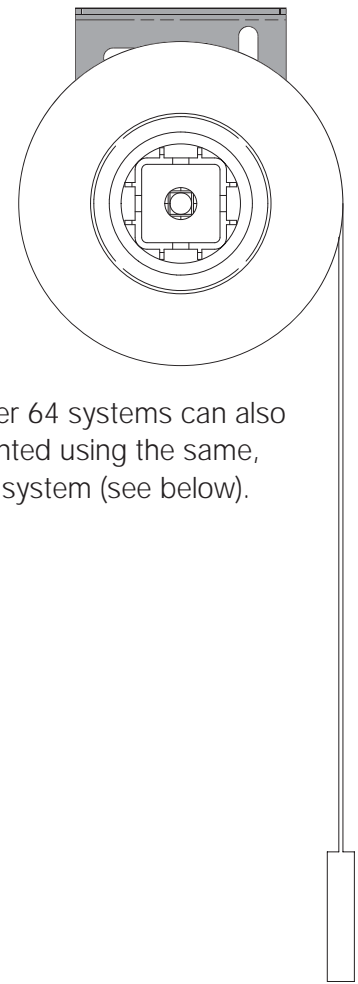 er 64 systems can also
nted using the same,
system (see below).